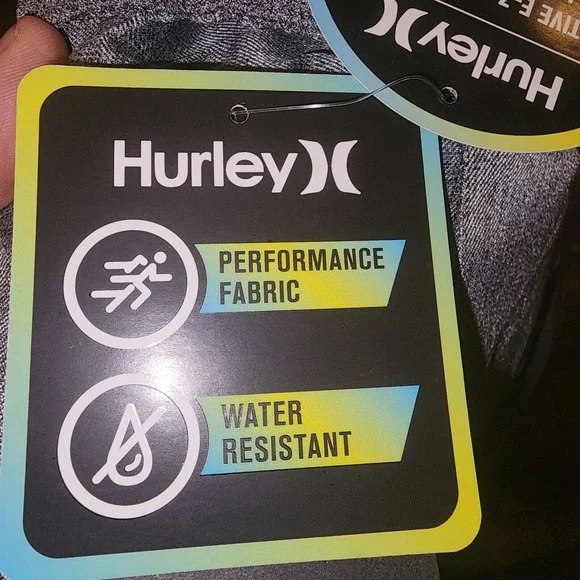 Hurley
PERFORMANCE
FABRIC
WATER
RESISTANT
Hurley